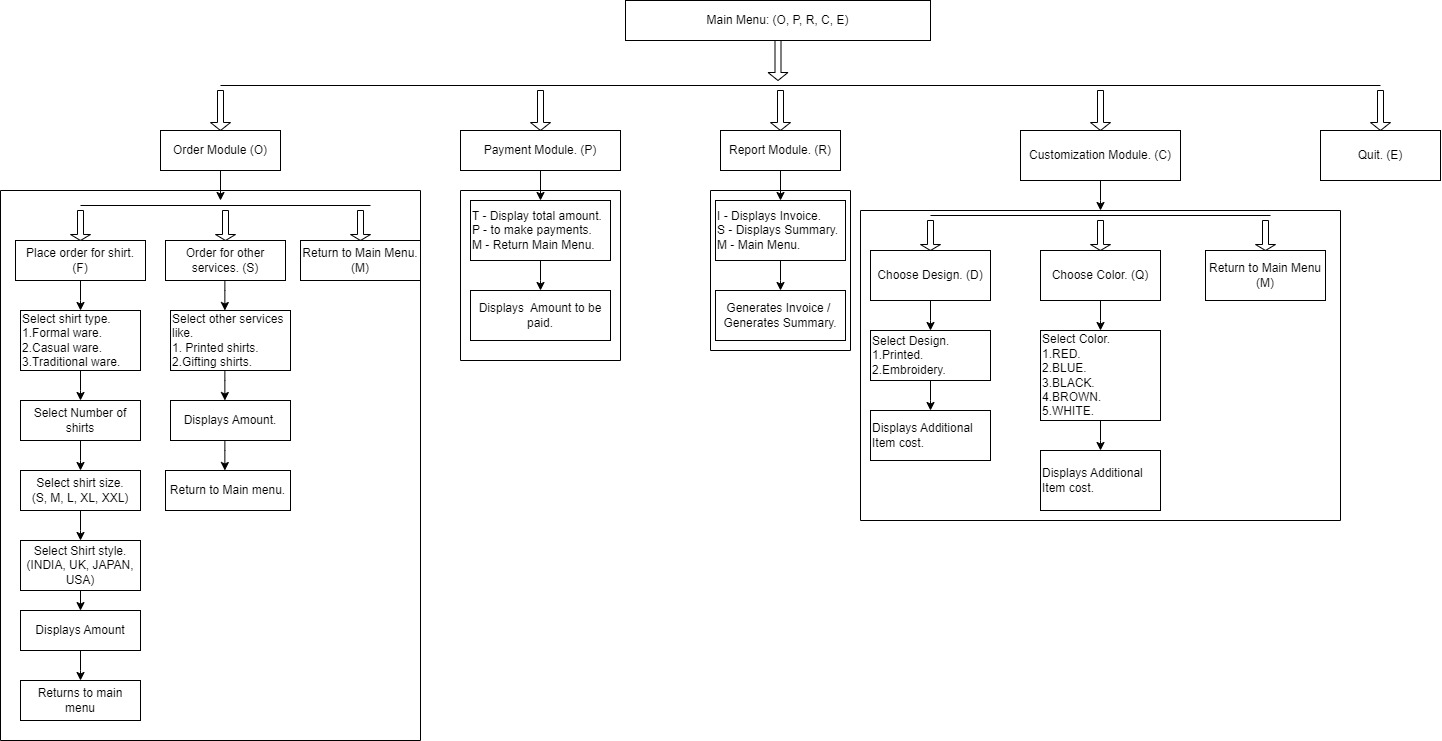 Main Menu: (O, P, R, C, E)
Order Module (O)
Payment Module. (P)
Report Module. (R)
Customization Module. (C)
Quit. (E)
Place order for shirt.
(F)
Order for other
services. (S)
Return to Main Menu.
(M)
Select shirt type.
1.Formal ware.
2.Casual ware.
3.Traditional ware.
Select Number of
shirts
Select shirt size.
(S, M, L, XL, XXL)
Select Shirt style.
(INDIA, UK, JAPAN,
USA)
Displays Amount
Returns to main
menu
Select other services
like.
1. Printed shirts.
2.Gifting shirts.
Displays Amount.
Return to Main menu.
T - Display total amount.
P - to make payments.
M - Return Main Menu.
Displays Amount to be
paid.
I - Displays Invoice.
S - Displays Summary.
M - Main Menu.
Generates Invoice /
Generates Summary.
Choose Design. (D)
Select Design.
1.Printed.
2.Embroidery.
Displays Additional
Item cost.
Choose Color. (Q)
Select Color.
1.RED.
2.BLUE.
3.BLACK.
4.BROWN.
5.WHITE.
Displays Additional
Item cost.
Return to Main Menu
(M)